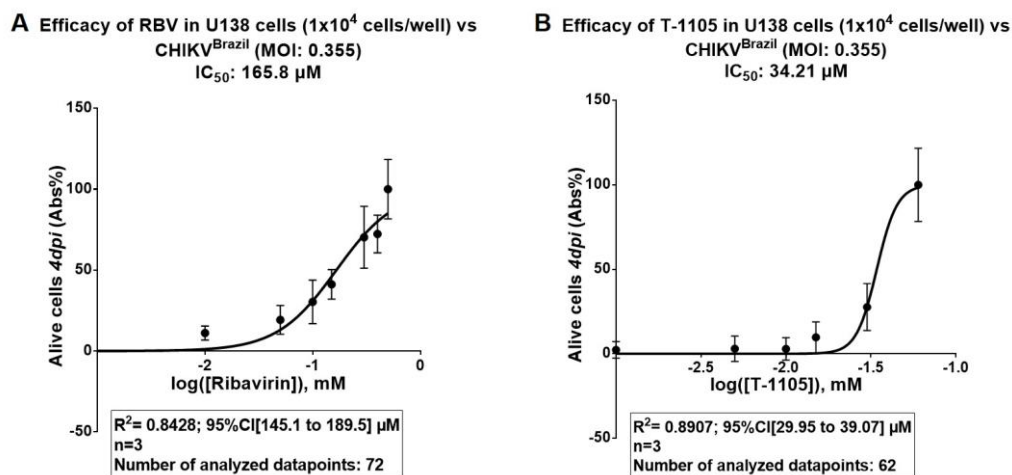 A Efficacy of RBV in U138 cells (1x10⁴ cells/well) vs
CHIKVᴮʳᵃᶻⁱˡ (MOI: 0.355)
IC₅₀: 165.8 µM
150
100
50
0
-50
Alive cells 4dpi (Abs%)
-2
-1
0
log([Ribavirin]), mM
R²= 0.8428; 95%CI[145.1 to 189.5] µM
n=3
Number of analyzed datapoints: 72
B Efficacy of T-1105 in U138 cells (1x10⁴ cells/well) vs
CHIKVᴮʳᵃᶻⁱˡ (MOI: 0.355)
IC₅₀: 34.21 µM
150
100
50
0
-50
Alive cells 4dpi (Abs%)
-2.5
-2.0
-1.5
-1.0
log([T-1105]), mM
R²= 0.8907; 95%CI[29.95 to 39.07] µM
n=3
Number of analyzed datapoints: 62